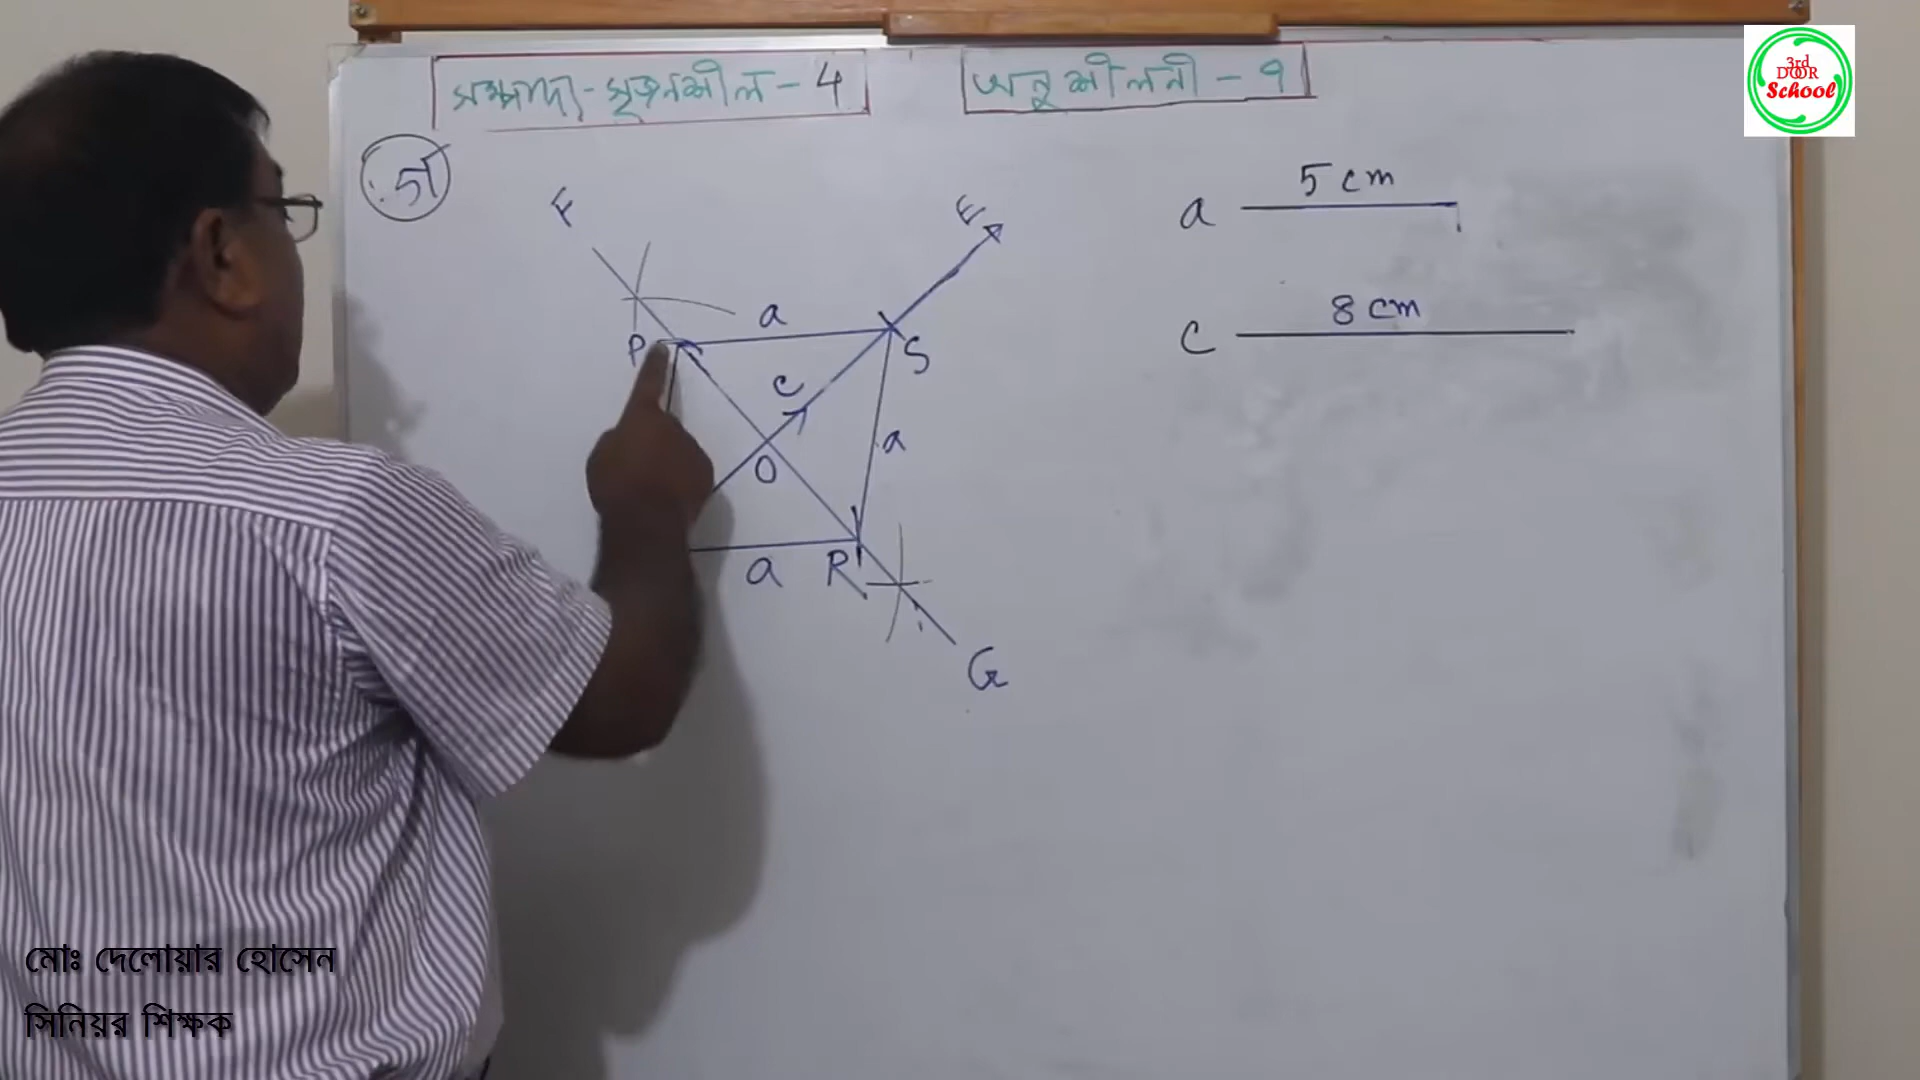 সম্পাদ্য - সৃজনশীল - 4
অনুশীলনী - ৭
3rd
DOOR
School
গ
5 cm
a
8 cm
c
F
E
a
P
S
c
a
O
a
R
G
মোঃ দেলোয়ার হোসেন
সিনিয়র শিক্ষক